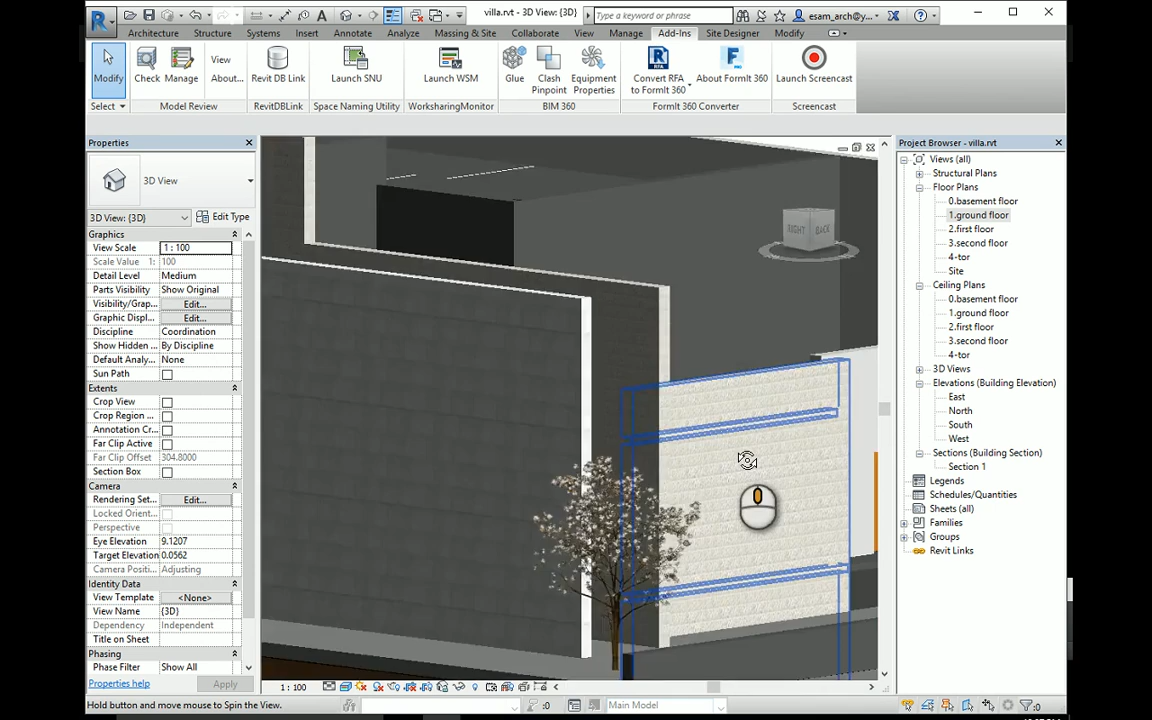 villa.rvt - 3D View: {3D}
Type a keyword or phrase
esam_arch@y...
Architecture Structure Systems Insert Annotate Analyze Massing & Site Collaborate View Manage Add-Ins Site Designer Modify
Modify Check Manage View About... Revit DB Link Launch SNU Launch WSM Glue Clash Pinpoint Equipment Properties Convert RFA to FormIt 360 About FormIt 360 Launch Screencast
Select Model Review RevitDBLink Space Naming Utility WorksharingMonitor BIM 360 FormIt 360 Converter Screencast
Properties
3D View
3D View: {3D} Edit Type
Graphics
View Scale 1 : 100
Scale Value 1: 100
Detail Level Medium
Parts Visibility Show Original
Visibility/Grap... Edit...
Graphic Displ... Edit...
Discipline Coordination
Show Hidden ... By Discipline
Default Analy... None
Sun Path
Extents
Crop View
Crop Region ...
Annotation Cr...
Far Clip Active
Far Clip Offset 304.8000
Section Box
Camera
Rendering Set... Edit...
Locked Orient...
Perspective
Eye Elevation 9.1207
Target Elevation 0.0562
Camera Positi... Adjusting
Identity Data
View Template <None>
View Name {3D}
Dependency Independent
Title on Sheet
Phasing
Phase Filter Show All
Properties help Apply
RIGHT BACK
Project Browser - villa.rvt
Views (all)
Structural Plans
Floor Plans
0.basement floor
1.ground floor
2.first floor
3.second floor
4-tor
Site
Ceiling Plans
0.basement floor
1.ground floor
2.first floor
3.second floor
4-tor
3D Views
Elevations (Building Elevation)
East
North
South
West
Sections (Building Section)
Section 1
Legends
Schedules/Quantities
Sheets (all)
Families
Groups
Revit Links
1 : 100
Hold button and move mouse to Spin the View. :0 Main Model :0